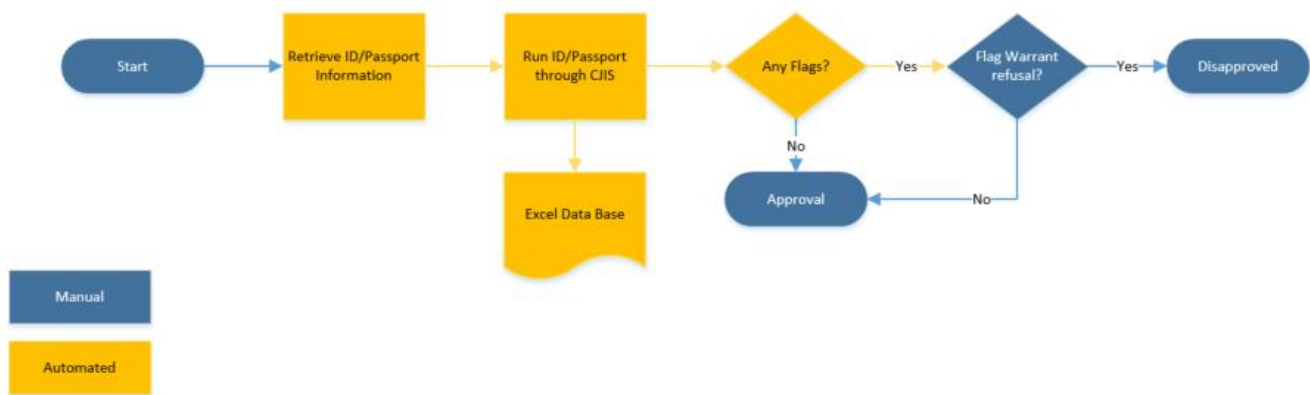 Start
Retrieve ID/Passport
Information
Run ID/Passport
through CJIS
Any Flags?
Yes
Flag Warrant
refusal?
Yes
Disapproved
No
Approval
No
Excel Data Base
Manual
Automated